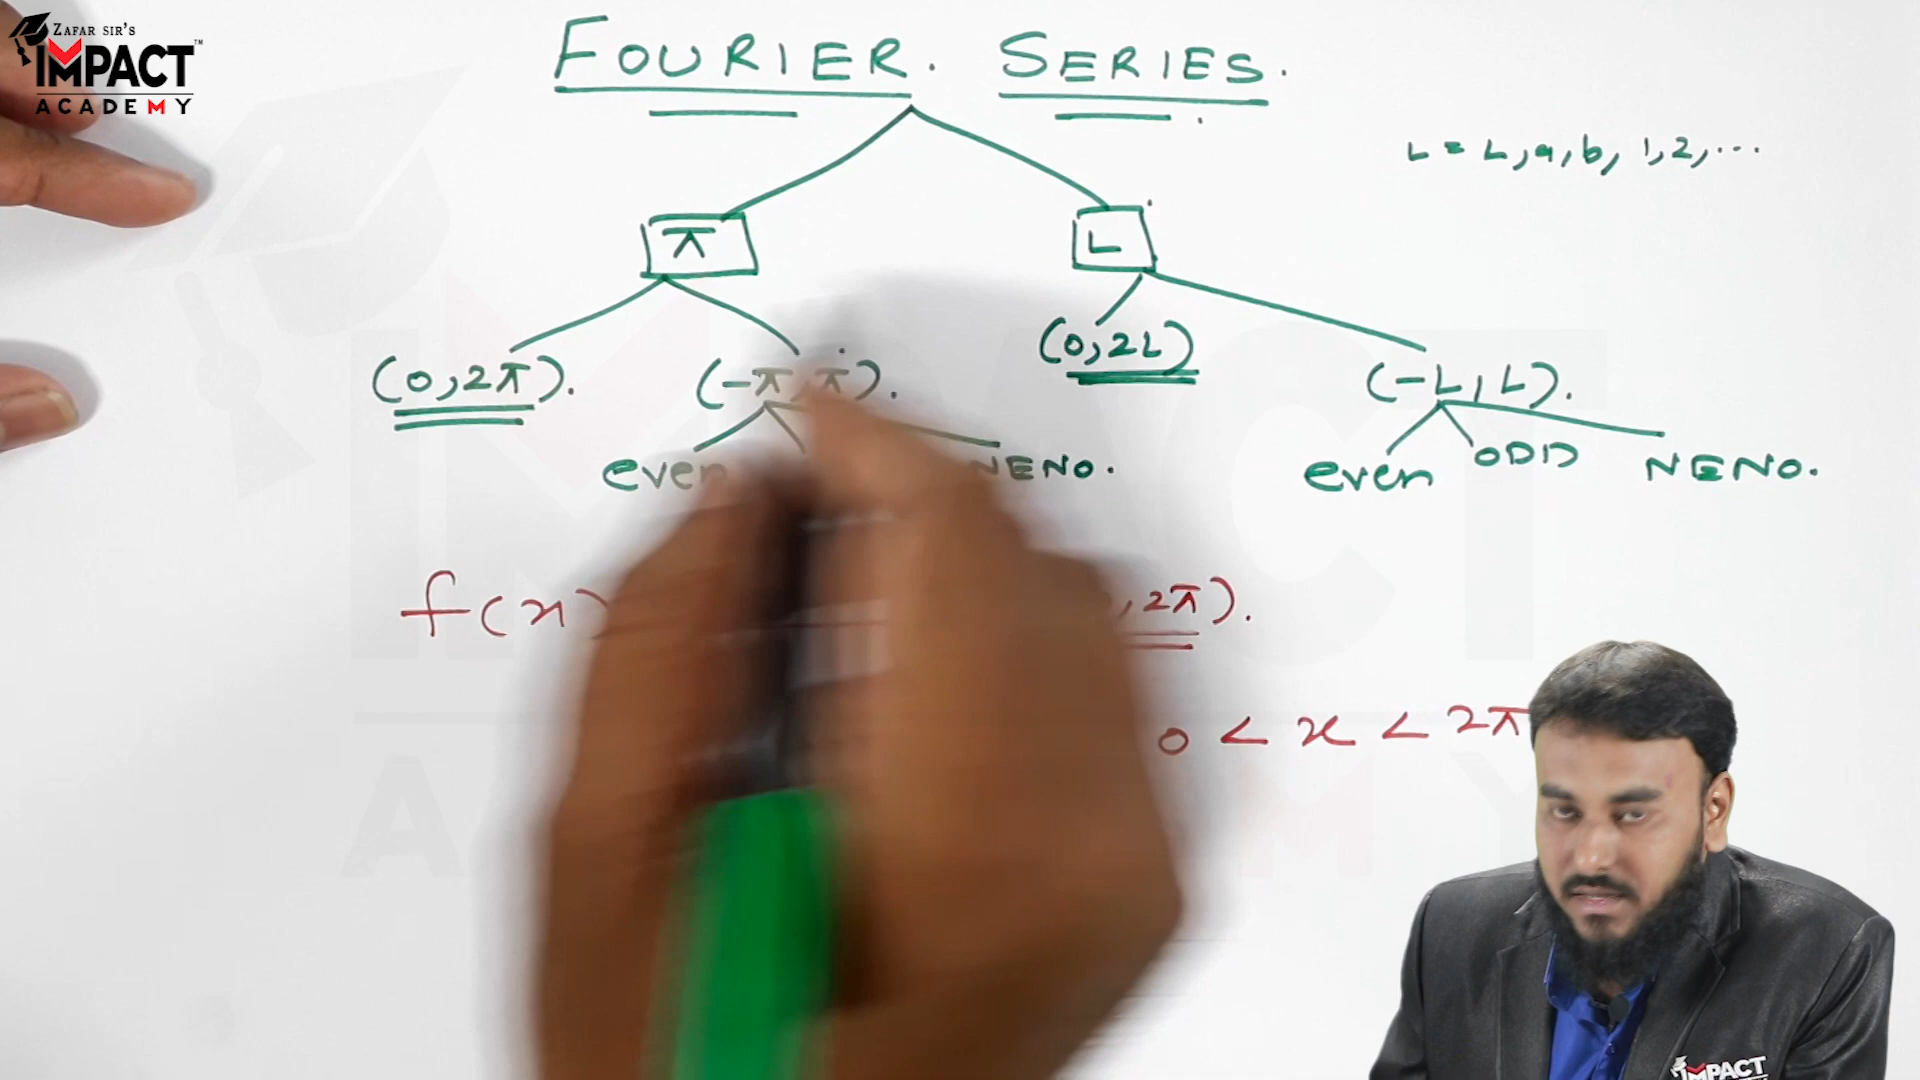 ZAFAR SIR'S
IMPACT™
ACADEMY
FOURIER. SERIES.
L = L, a, b, 1, 2, ...
π
L
(0, 2π).
(-π, π).
(0, 2L)
(-L, L).
even
NENO.
even
ODD
NENO.
f(x)
, 2π).
0 < x < 2π
IMPACT